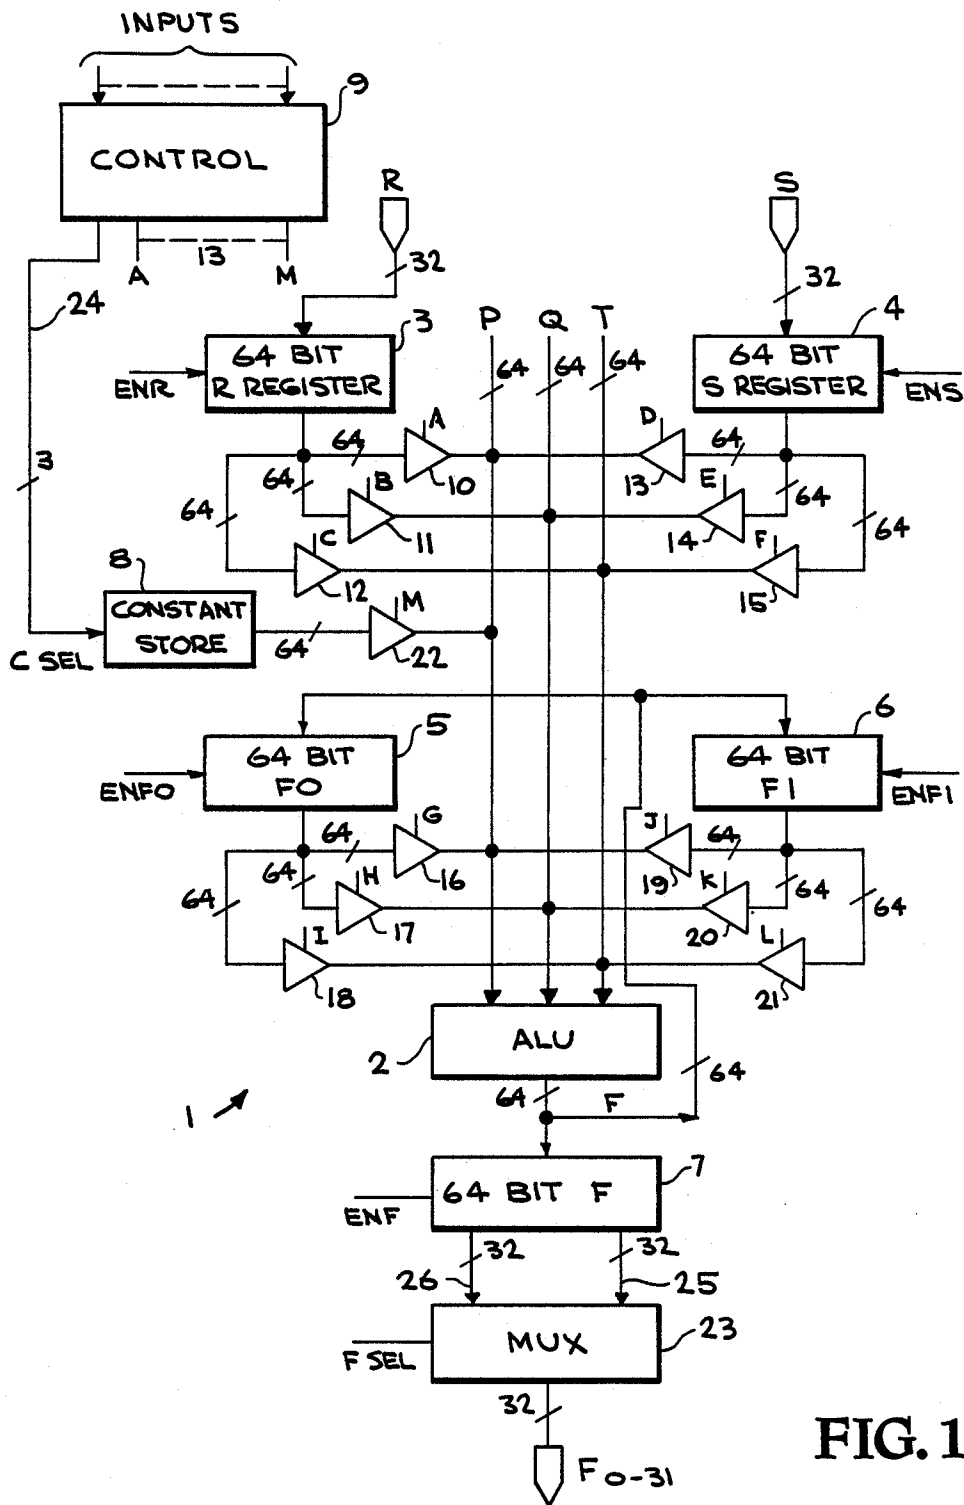 INPUTS
9
CONTROL
R
S
13
A
M
32
32
24
3
P
Q
T
4
64 BIT
R REGISTER
64
64
64
64 BIT
S REGISTER
ENR
ENS
A
D
64
64
3
10
13
64
B
E
64
64
11
14
64
C
F
8
12
15
CONSTANT
STORE
M
C SEL
64
22
5
6
64 BIT
F0
64 BIT
F1
ENF0
ENF1
G
J
64
64
64
16
19
64
64
H
K
64
64
17
20
I
L
18
21
ALU
2
64
64
F
1
7
64 BIT F
ENF
32
32
26
25
MUX
23
F SEL
32
F0-31
FIG. 1